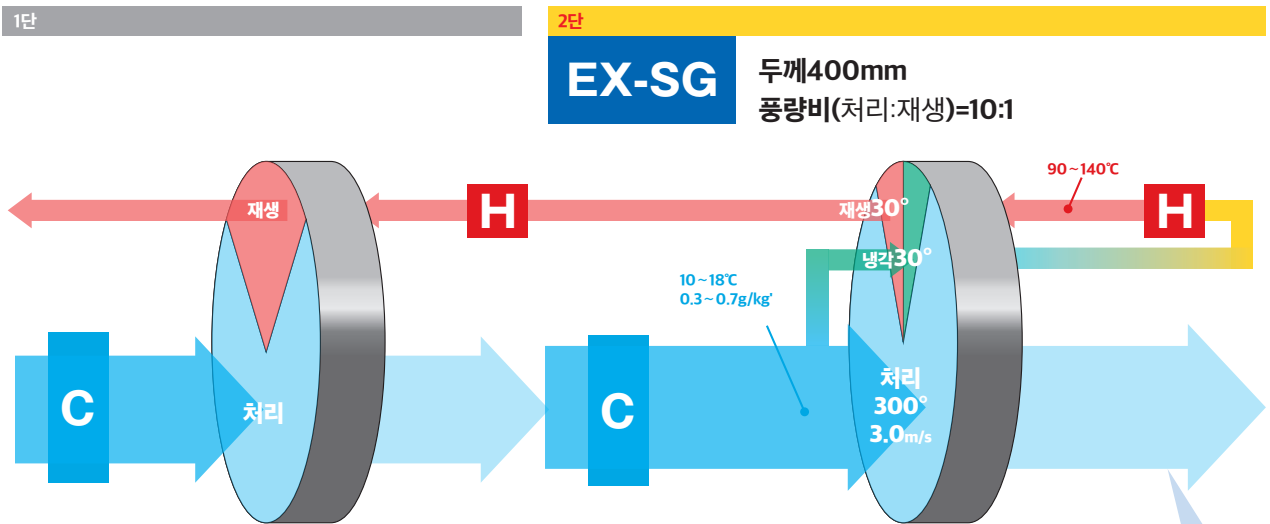 1단
2단
EX-SG
두께400mm
풍량비(처리:재생)=10:1
90~140℃
재생
H
재생30°
H
냉각30°
10~18℃
0.3~0.7g/kg'
C
처리
C
처리
300°
3.0m/s